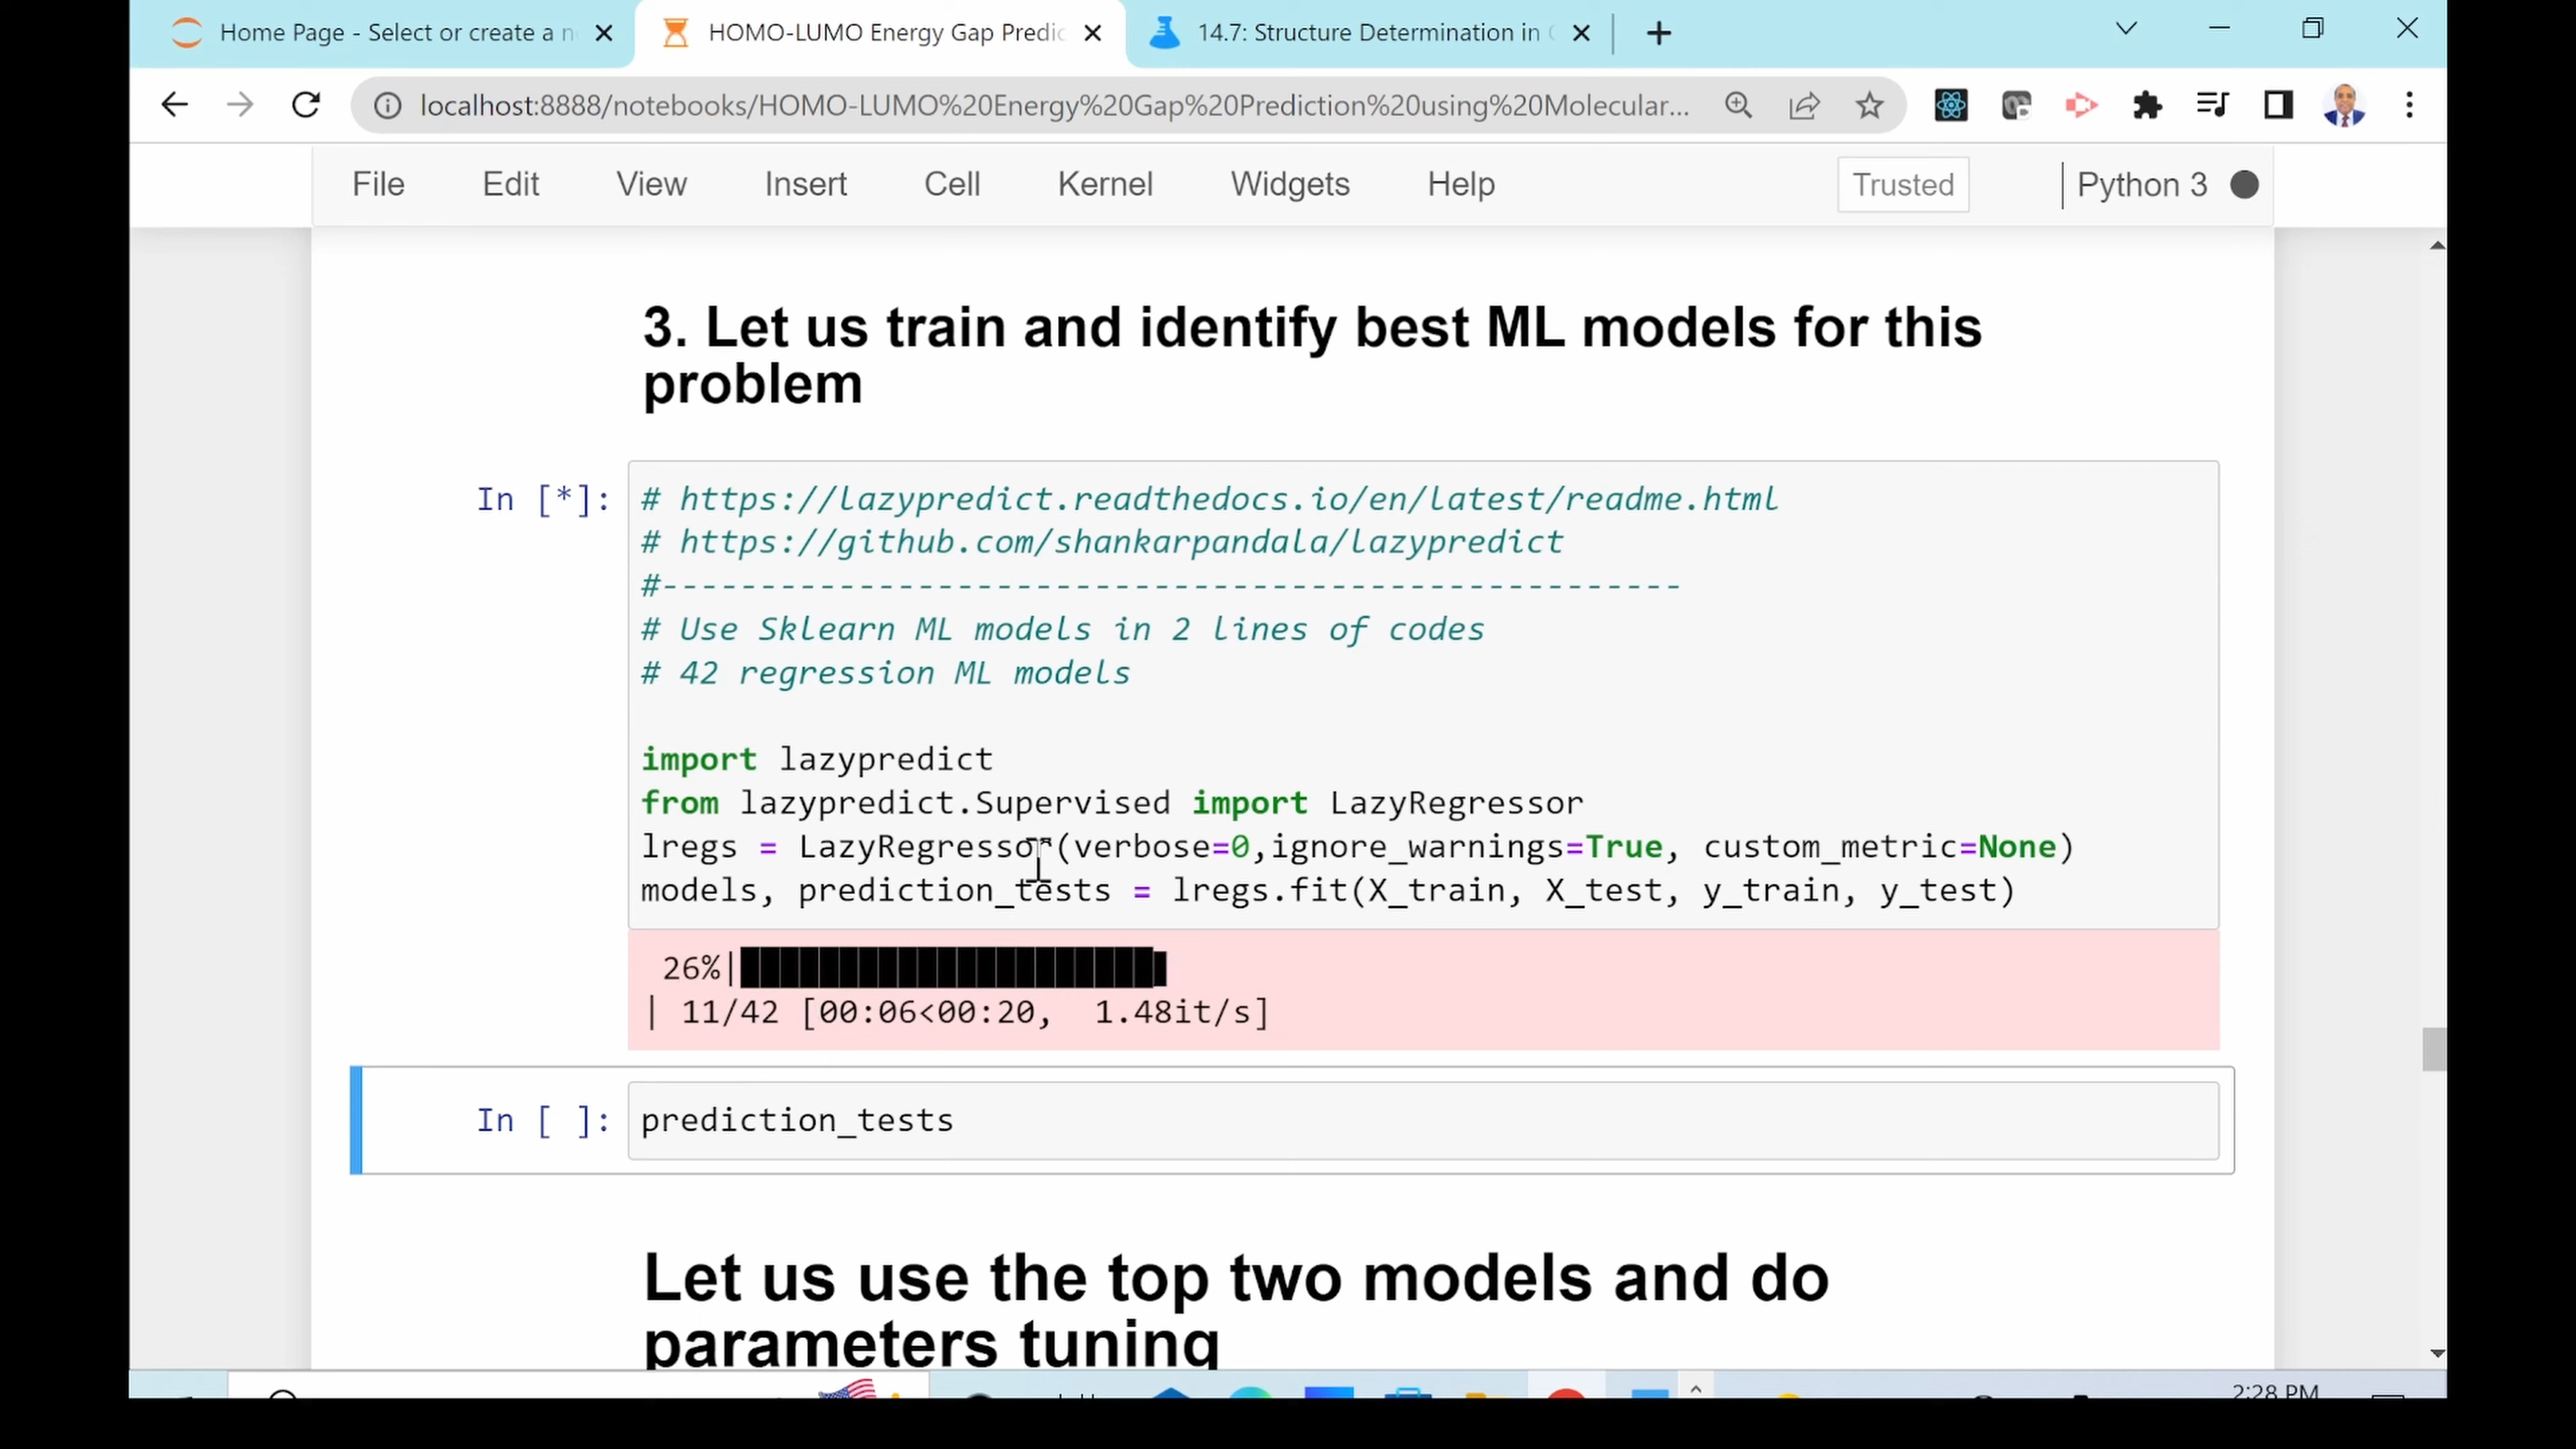 Home Page - Select or create a n
HOMO-LUMO Energy Gap Predic
14.7: Structure Determination in C
localhost:8888/notebooks/HOMO-LUMO%20Energy%20Gap%20Prediction%20using%20Molecular...
File Edit View Insert Cell Kernel Widgets Help Trusted Python 3
3. Let us train and identify best ML models for this
problem
In [*]:
# https://lazypredict.readthedocs.io/en/latest/readme.html
# https://github.com/shankarpandala/lazypredict
#----------------------------------------------------
# Use Sklearn ML models in 2 lines of codes
# 42 regression ML models
import lazypredict
from lazypredict.Supervised import LazyRegressor
lregs = LazyRegressor(verbose=0,ignore_warnings=True, custom_metric=None)
models, prediction_tests = lregs.fit(X_train, X_test, y_train, y_test)
26%|
| 11/42 [00:06<00:20, 1.48it/s]
In [ ]: prediction_tests
Let us use the top two models and do
parameters tuning
2:28 PM